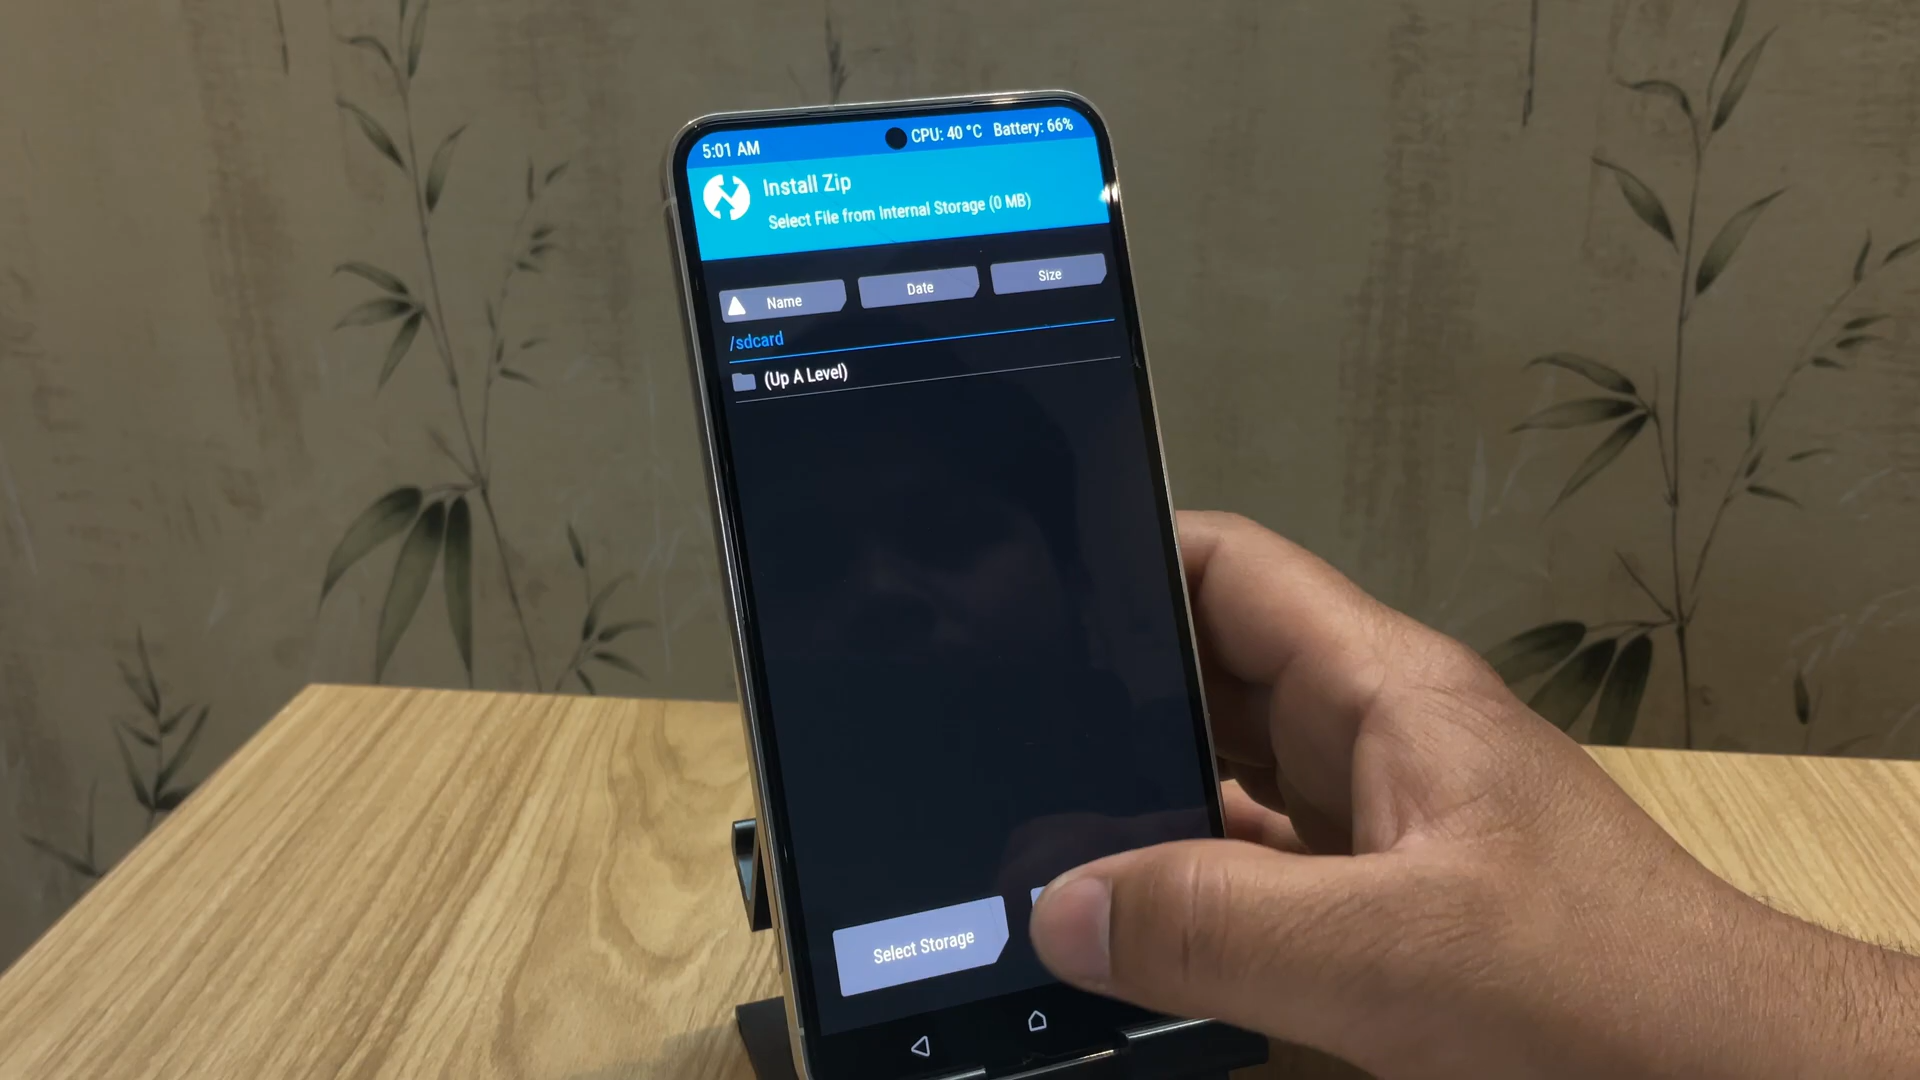 5:01 AM CPU: 40 °C Battery: 66%
Install Zip
Select File from Internal Storage (0 MB)
Name Date Size
/sdcard
(Up A Level)
Select Storage